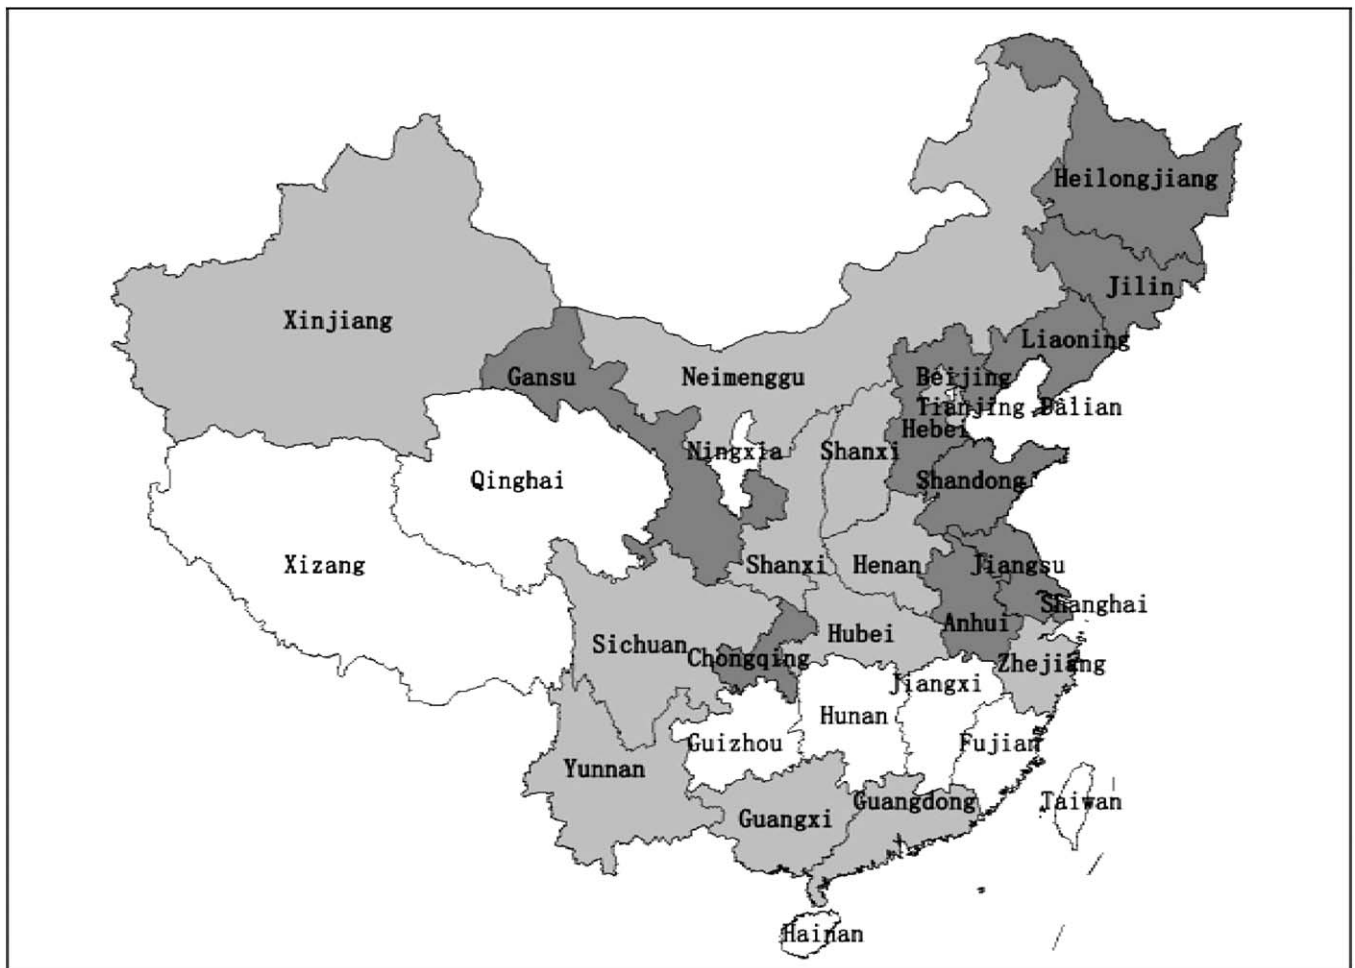 Heilongjiang
Jilin
Xinjiang
Liaoning
Gansu
Neimenggu
Beijing
Tianjing
Dalian
Hebei
Ningxia
Shanxi
Qinghai
Shandong
Xizang
Shanxi
Henan
Jiangsu
Shanghai
Anhui
Hubei
Sichuan
Chongqing
Zhejiang
Jiangxi
Hunan
Guizhou
Fujian
Yunnan
Guangdong
Taiwan
Guangxi
Hainan